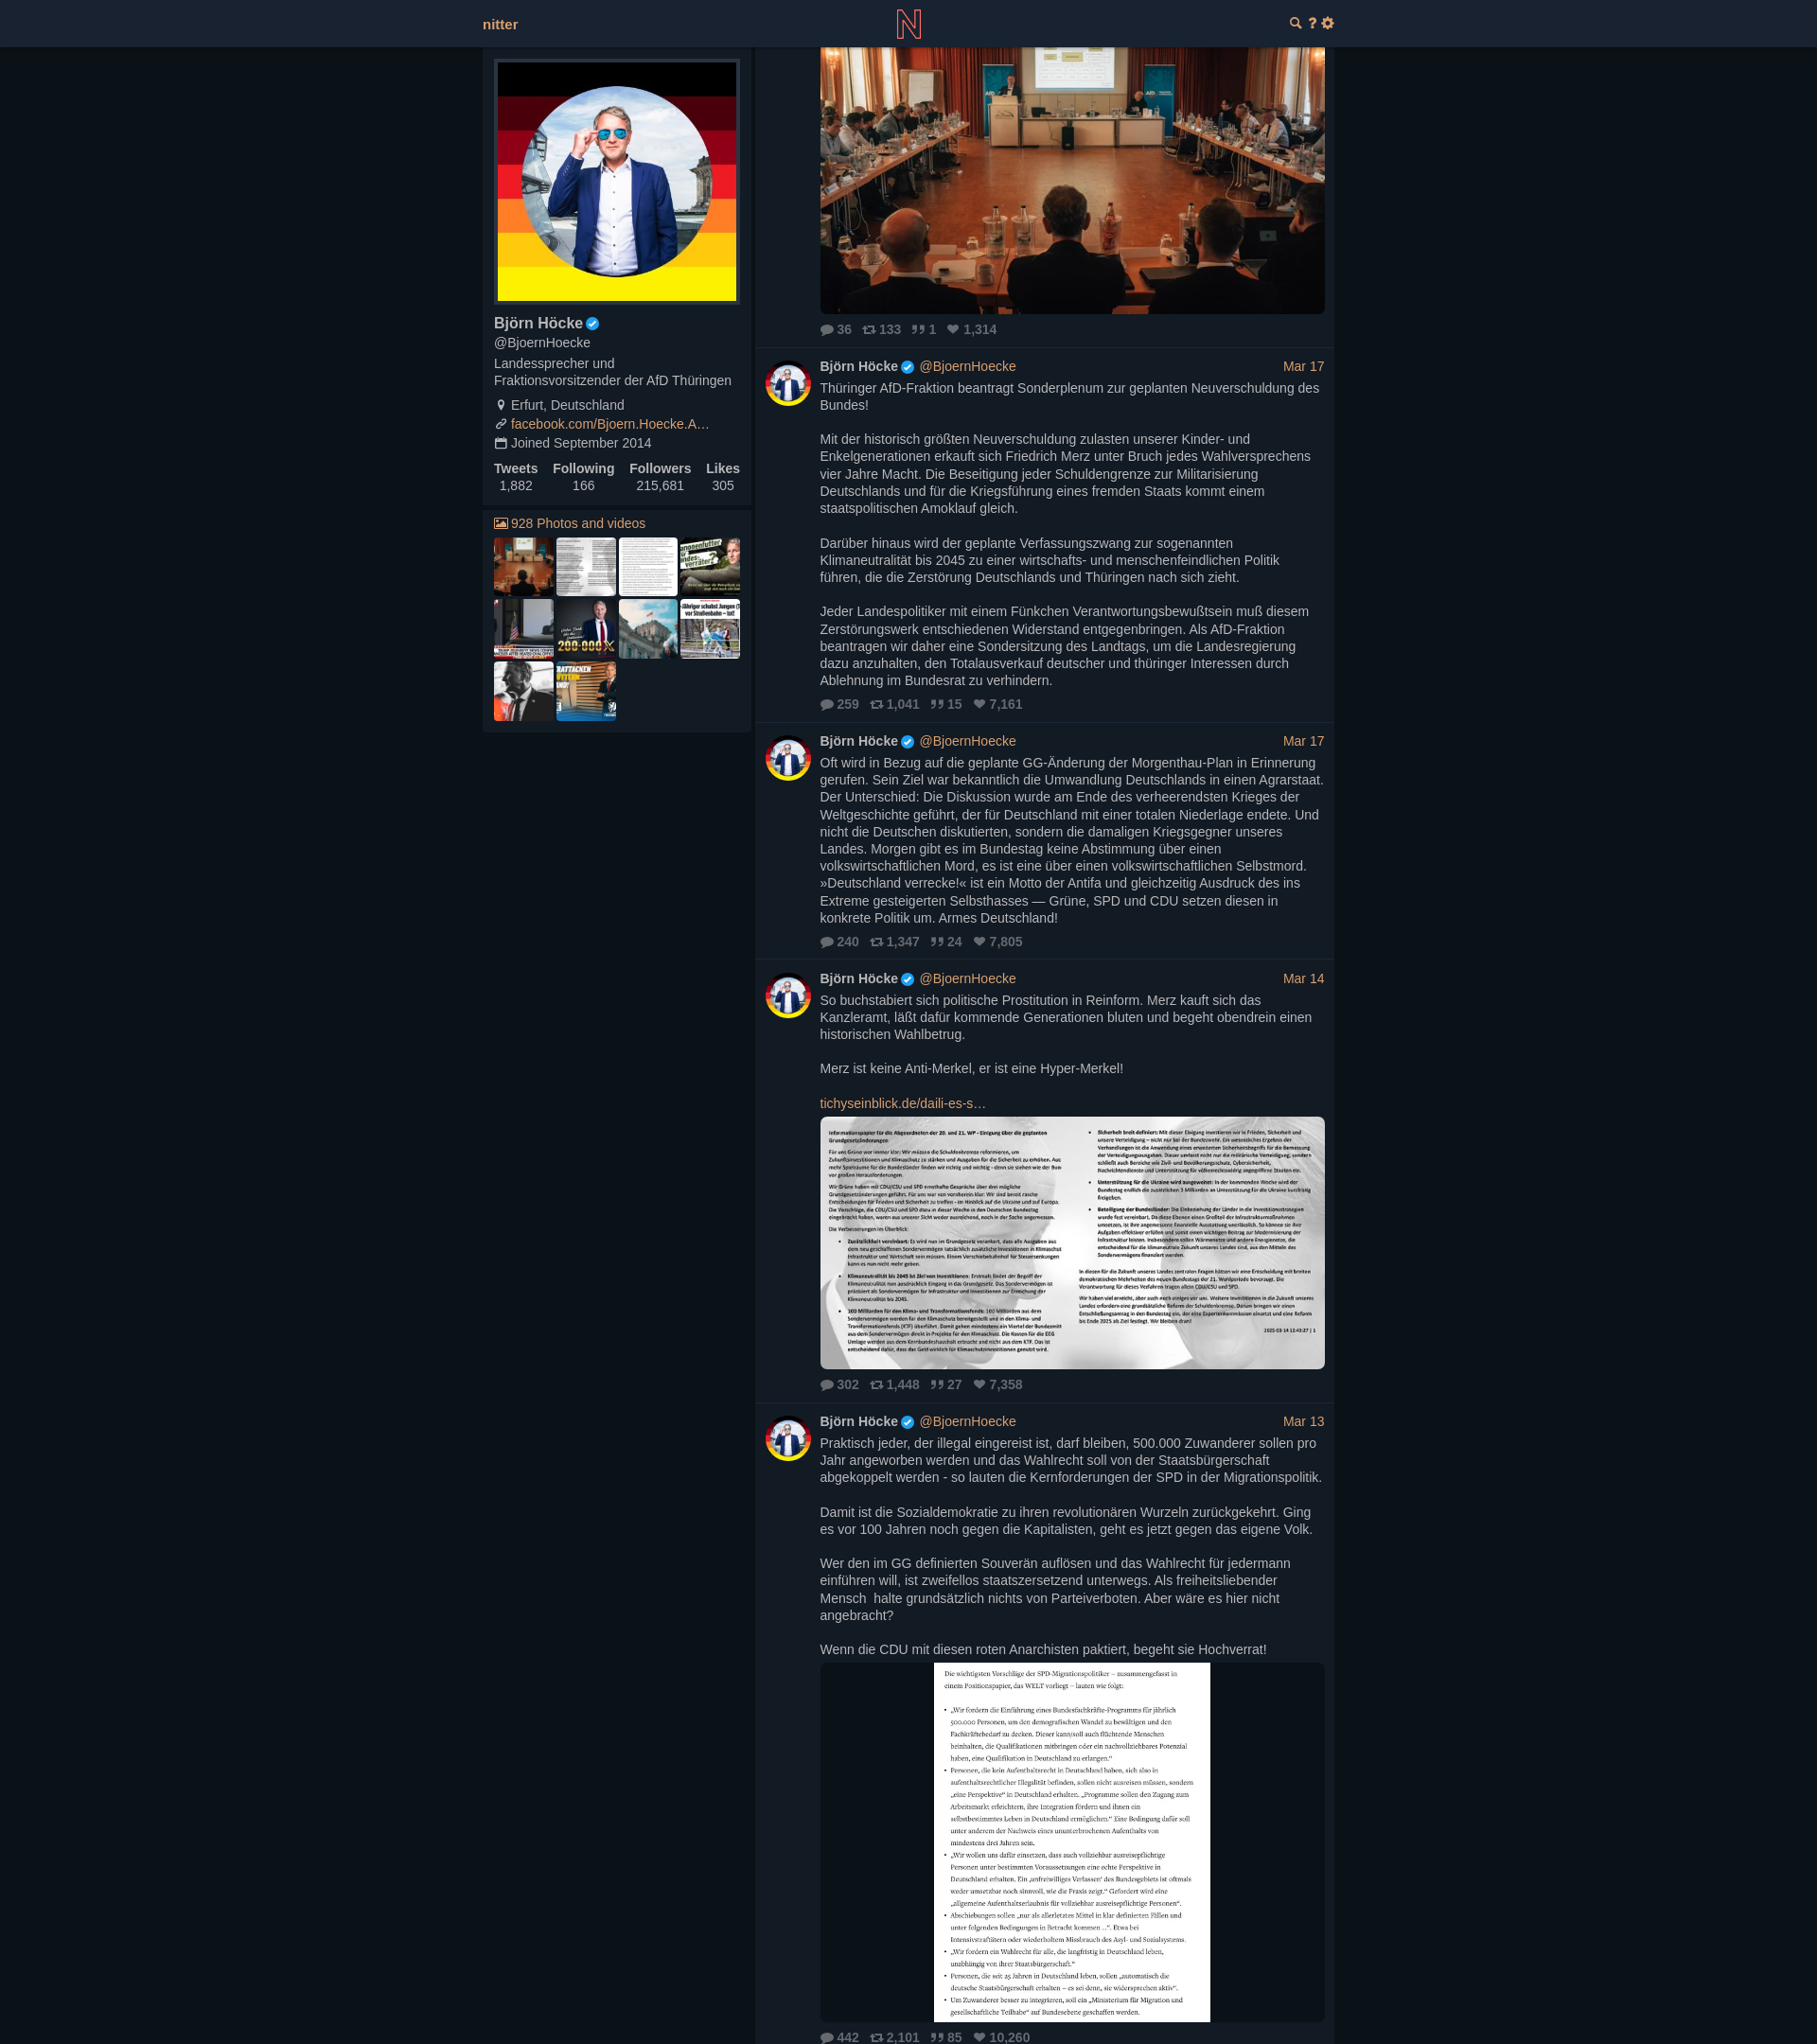 nitter
Björn Höcke
@BjoernHoecke
Landessprecher und
Fraktionsvorsitzender der AfD Thüringen
Erfurt, Deutschland
facebook.com/Bjoern.Hoecke.A…
Joined September 2014
Tweets Following Followers Likes
1,882 166 215,681 305
928 Photos and videos
200.000
36 133 1 1,314
Björn Höcke @BjoernHoecke Mar 17
Thüringer AfD-Fraktion beantragt Sonderplenum zur geplanten Neuverschuldung des
Bundes!
Mit der historisch größten Neuverschuldung zulasten unserer Kinder- und
Enkelgenerationen erkauft sich Friedrich Merz unter Bruch jedes Wahlversprechens
vier Jahre Macht. Die Beseitigung jeder Schuldengrenze zur Militarisierung
Deutschlands und für die Kriegsführung eines fremden Staats kommt einem
staatspolitischen Amoklauf gleich.
Darüber hinaus wird der geplante Verfassungszwang zur sogenannten
Klimaneutralität bis 2045 zu einer wirtschafts- und menschenfeindlichen Politik
führen, die die Zerstörung Deutschlands und Thüringen nach sich zieht.
Jeder Landespolitiker mit einem Fünkchen Verantwortungsbewußtsein muß diesem
Zerstörungswerk entschiedenen Widerstand entgegenbringen. Als AfD-Fraktion
beantragen wir daher eine Sondersitzung des Landtags, um die Landesregierung
dazu anzuhalten, den Totalausverkauf deutscher und thüringer Interessen durch
Ablehnung im Bundesrat zu verhindern.
259 1,041 15 7,161
Björn Höcke @BjoernHoecke Mar 17
Oft wird in Bezug auf die geplante GG-Änderung der Morgenthau-Plan in Erinnerung
gerufen. Sein Ziel war bekanntlich die Umwandlung Deutschlands in einen Agrarstaat.
Der Unterschied: Die Diskussion wurde am Ende des verheerendsten Krieges der
Weltgeschichte geführt, der für Deutschland mit einer totalen Niederlage endete. Und
nicht die Deutschen diskutierten, sondern die damaligen Kriegsgegner unseres
Landes. Morgen gibt es im Bundestag keine Abstimmung über einen
volkswirtschaftlichen Mord, es ist eine über einen volkswirtschaftlichen Selbstmord.
»Deutschland verrecke!« ist ein Motto der Antifa und gleichzeitig Ausdruck des ins
Extreme gesteigerten Selbsthasses — Grüne, SPD und CDU setzen diesen in
konkrete Politik um. Armes Deutschland!
240 1,347 24 7,805
Björn Höcke @BjoernHoecke Mar 14
So buchstabiert sich politische Prostitution in Reinform. Merz kauft sich das
Kanzleramt, läßt dafür kommende Generationen bluten und begeht obendrein einen
historischen Wahlbetrug.
Merz ist keine Anti-Merkel, er ist eine Hyper-Merkel!
tichyseinblick.de/daili-es-s…
302 1,448 27 7,358
Björn Höcke @BjoernHoecke Mar 13
Praktisch jeder, der illegal eingereist ist, darf bleiben, 500.000 Zuwanderer sollen pro
Jahr angeworben werden und das Wahlrecht soll von der Staatsbürgerschaft
abgekoppelt werden - so lauten die Kernforderungen der SPD in der Migrationspolitik.
Damit ist die Sozialdemokratie zu ihren revolutionären Wurzeln zurückgekehrt. Ging
es vor 100 Jahren noch gegen die Kapitalisten, geht es jetzt gegen das eigene Volk.
Wer den im GG definierten Souverän auflösen und das Wahlrecht für jedermann
einführen will, ist zweifellos staatszersetzend unterwegs. Als freiheitsliebender
Mensch halte grundsätzlich nichts von Parteiverboten. Aber wäre es hier nicht
angebracht?
Wenn die CDU mit diesen roten Anarchisten paktiert, begeht sie Hochverrat!
Die wichtigsten Vorschläge der SPD-Migrationspolitiker – zusammengefasst in
einem Positionspapier, das WELT vorliegt – lauten wie folgt:
• „Wir fordern die Einführung eines Bundesfachkräfte-Programms für jährlich
500.000 Personen, um den demografischen Wandel zu bewältigen und den
Fachkräftebedarf zu decken. Dieser kann/soll auch flüchtende Menschen
beinhalten, die Qualifikationen mitbringen oder ein nachvollziehbares Potenzial
haben, eine Qualifikation in Deutschland zu erlangen.“
• Personen, die kein Aufenthaltsrecht in Deutschland haben, sich also in
aufenthaltsrechtlicher Illegalität befinden, sollen nicht ausreisen müssen, sondern
„eine Perspektive“ in Deutschland erhalten. „Programme sollen den Zugang zum
Arbeitsmarkt erleichtern, ihre Integration fördern und ihnen ein
selbstbestimmtes Leben in Deutschland ermöglichen.“ Eine Bedingung dafür soll
unter anderem der Nachweis eines ununterbrochenen Aufenthalts von
mindestens drei Jahren sein.
• „Wir wollen uns dafür einsetzen, dass auch vollziehbar ausreisepflichtige
Personen unter bestimmten Voraussetzungen eine echte Perspektive in
Deutschland erhalten. Ein ‚unfreiwilliges Verlassen‘ des Bundesgebiets ist oftmals
weder umsetzbar noch sinnvoll, wie die Praxis zeigt.“ Gefordert wird eine
„allgemeine Aufenthaltserlaubnis für vollziehbar ausreisepflichtige Personen“.
• Abschiebungen sollen „nur als allerletztes Mittel in klar definierten Fällen und
unter folgenden Bedingungen in Betracht kommen ...“. Etwa bei
Intensivstraftätern oder wiederholtem Missbrauch des Asyl- und Sozialsystems.
• „Wir fordern ein Wahlrecht für alle, die langfristig in Deutschland leben,
unabhängig von ihrer Staatsbürgerschaft.“
• Personen, die seit 25 Jahren in Deutschland leben, sollen „automatisch die
deutsche Staatsbürgerschaft erhalten – es sei denn, sie widersprechen aktiv“.
• Um Zuwanderer besser zu integrieren, soll ein „Ministerium für Migration und
gesellschaftliche Teilhabe“ auf Bundesebene geschaffen werden.
442 2,101 85 10,260